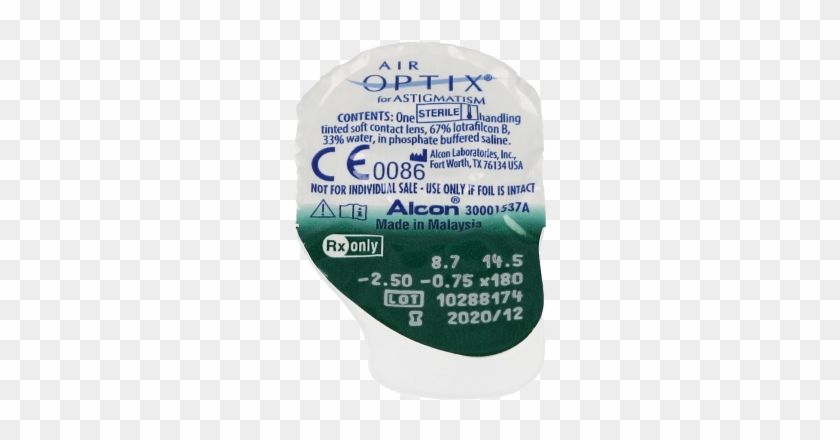 AIR
OPTIX®
for ASTIGMATISM
CONTENTS: One STERILE handling
tinted soft contact lens, 67% lotrafilcon B,
33% water, in phosphate buffered saline.
CE 0086 Alcon Laboratories, Inc.,
Fort Worth, TX 76134 USA
NOT FOR INDIVIDUAL SALE - USE ONLY IF FOIL IS INTACT
Alcon® 30001537A
Made in Malaysia
Rx only
8.7 14.5
-2.50 -0.75 x180
LOT 10288174
2020/12